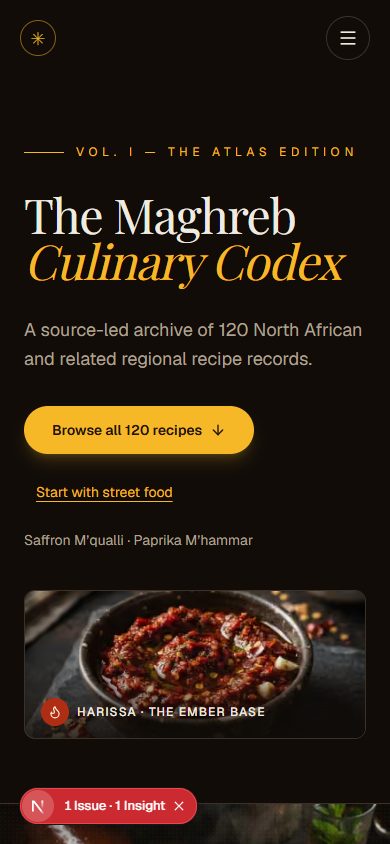 VOL. I — THE ATLAS EDITION
The Maghreb
Culinary Codex
A source-led archive of 120 North African
and related regional recipe records.
Browse all 120 recipes ↓
Start with street food
Saffron M’qualli · Paprika M’hammar
HARISSA · THE EMBER BASE
N 1 Issue · 1 Insight ×